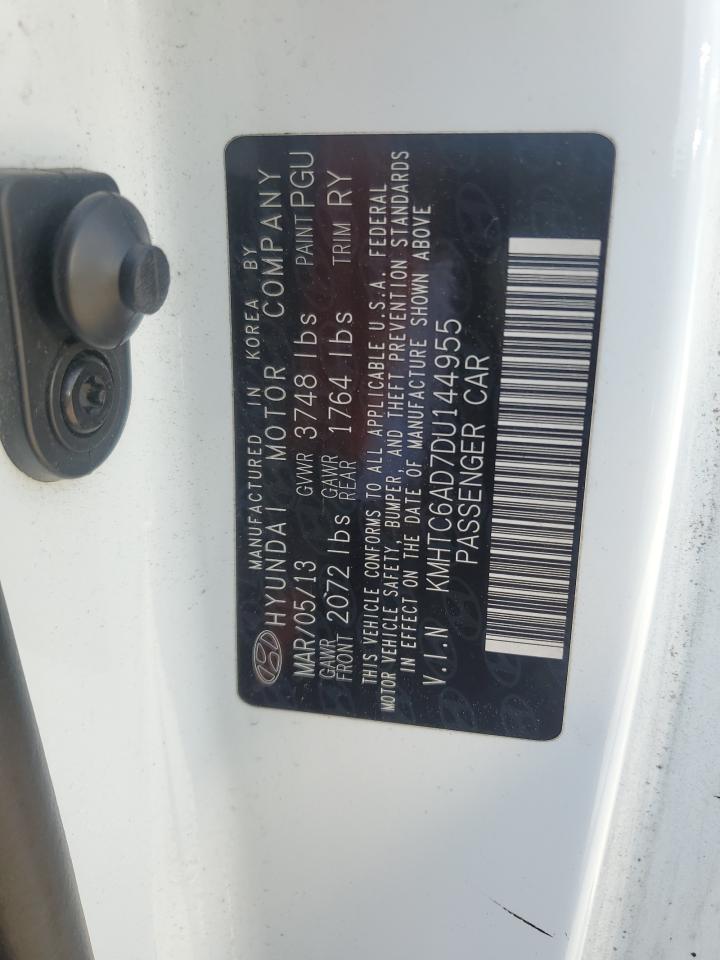 MANUFACTURED IN KOREA BY
HYUNDAI MOTOR COMPANY
MAR/05/13 GVWR 3748 lbs PAINT PGU
GAWR FRONT 2072 lbs GAWR REAR 1764 lbs TRIM RY
THIS VEHICLE CONFORMS TO ALL APPLICABLE U.S.A. FEDERAL
MOTOR VEHICLE SAFETY, BUMPER, AND THEFT PREVENTION STANDARDS
IN EFFECT ON THE DATE OF MANUFACTURE SHOWN ABOVE
V.I.N KMHTC6AD7DU144955
PASSENGER CAR